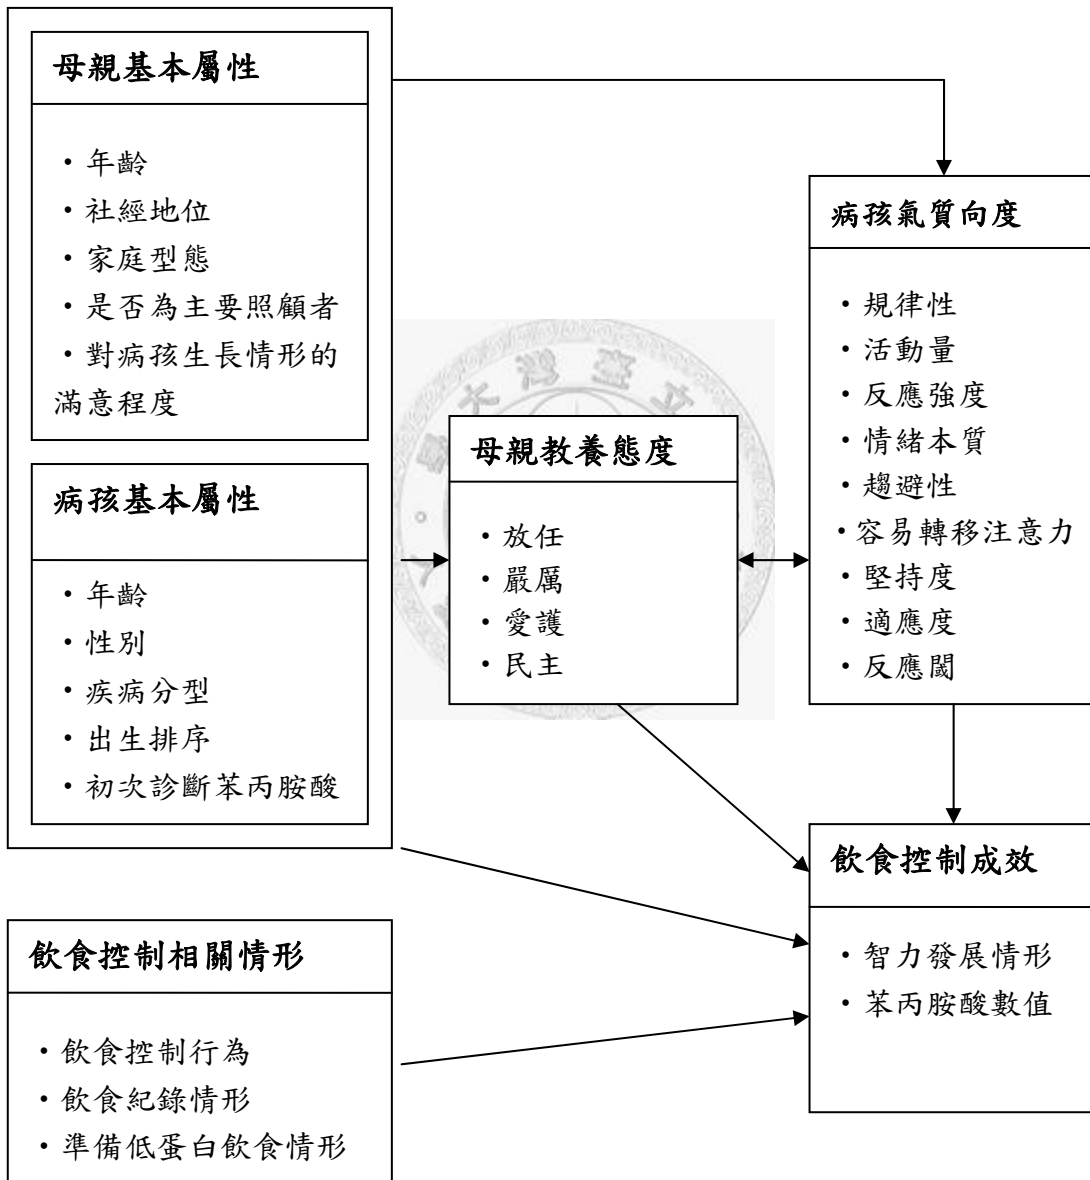 母親基本屬性
・年齡
・社經地位
・家庭型態
・是否為主要照顧者
・對病孩生長情形的
滿意程度
病孩基本屬性
・年齡
・性別
・疾病分型
・出生排序
・初次診斷苯丙胺酸
飲食控制相關情形
・飲食控制行為
・飲食紀錄情形
・準備低蛋白飲食情形
母親教養態度
・放任
・嚴厲
・愛護
・民主
病孩氣質向度
・規律性
・活動量
・反應強度
・情緒本質
・趨避性
・容易轉移注意力
・堅持度
・適應度
・反應閾
飲食控制成效
・智力發展情形
・苯丙胺酸數值